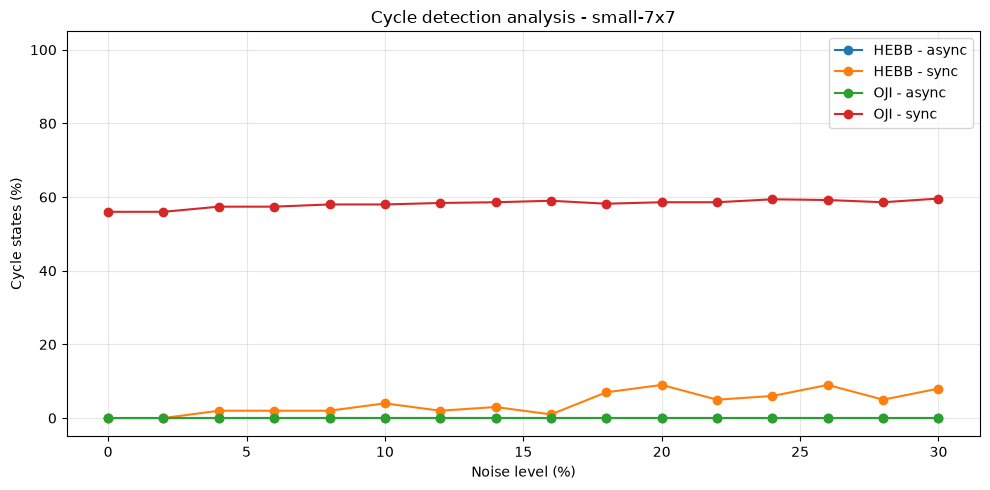 Cycle detection analysis - small-7x7
Cycle states (%)
100
80
60
40
20
0
HEBB - async
HEBB - sync
OJI - async
OJI - sync
0 5 10 15 20 25 30
Noise level (%)